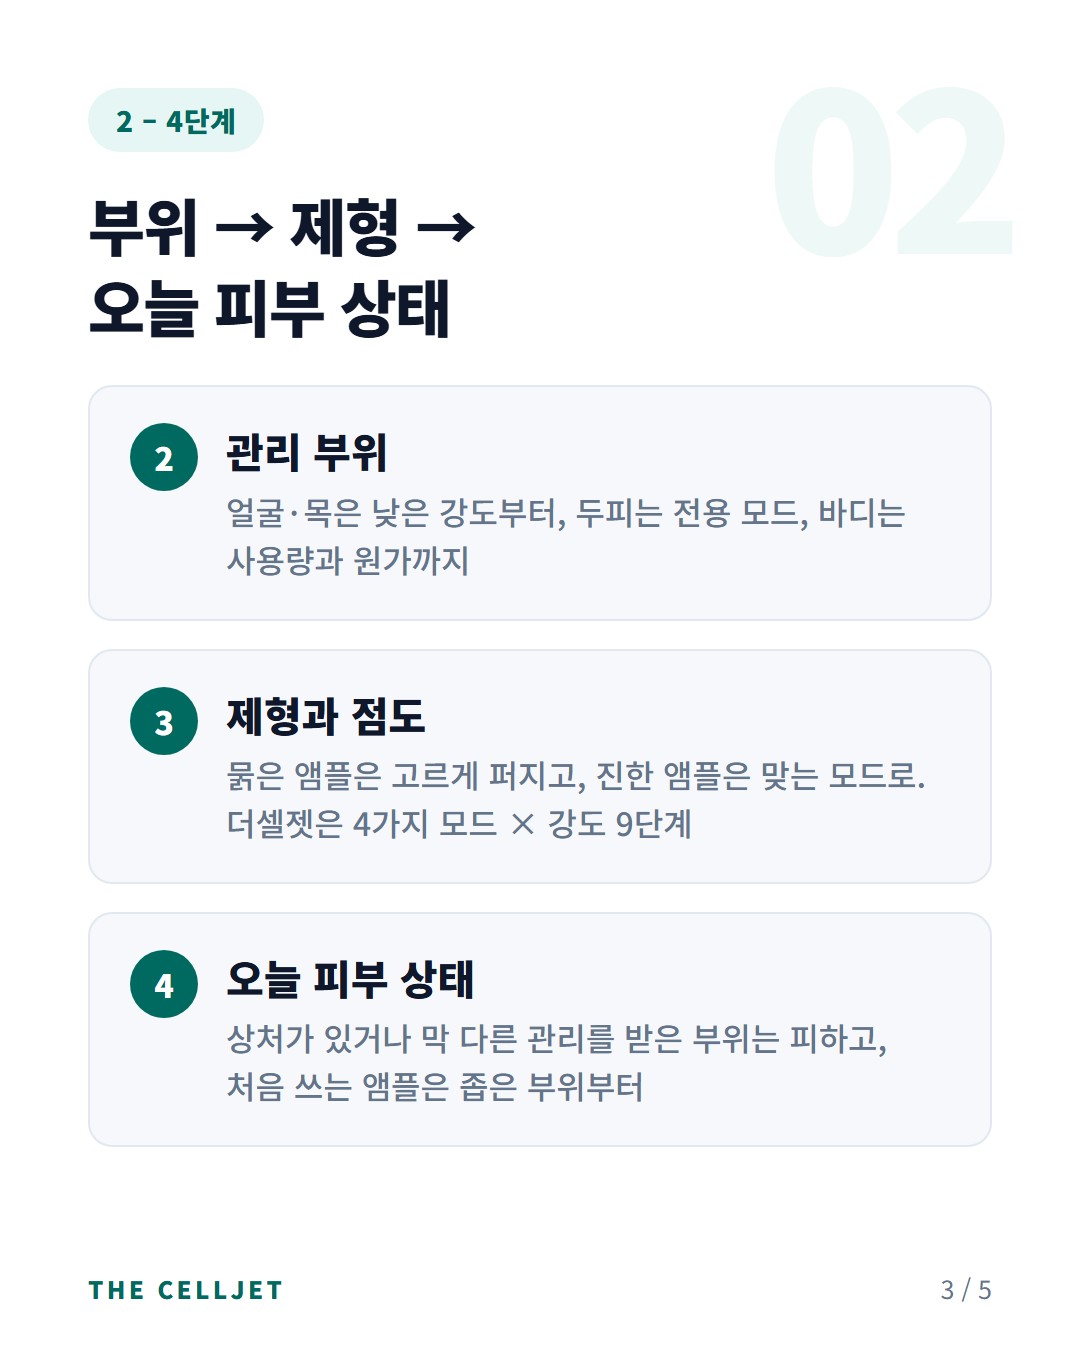 2 – 4단계
02
부위 → 제형 →
오늘 피부 상태
2
관리 부위
얼굴·목은 낮은 강도부터, 두피는 전용 모드, 바디는
사용량과 원가까지
3
제형과 점도
묽은 앰플은 고르게 퍼지고, 진한 앰플은 맞는 모드로.
더셀젯은 4가지 모드 × 강도 9단계
4
오늘 피부 상태
상처가 있거나 막 다른 관리를 받은 부위는 피하고,
처음 쓰는 앰플은 좁은 부위부터
THE CELLJET
3 / 5